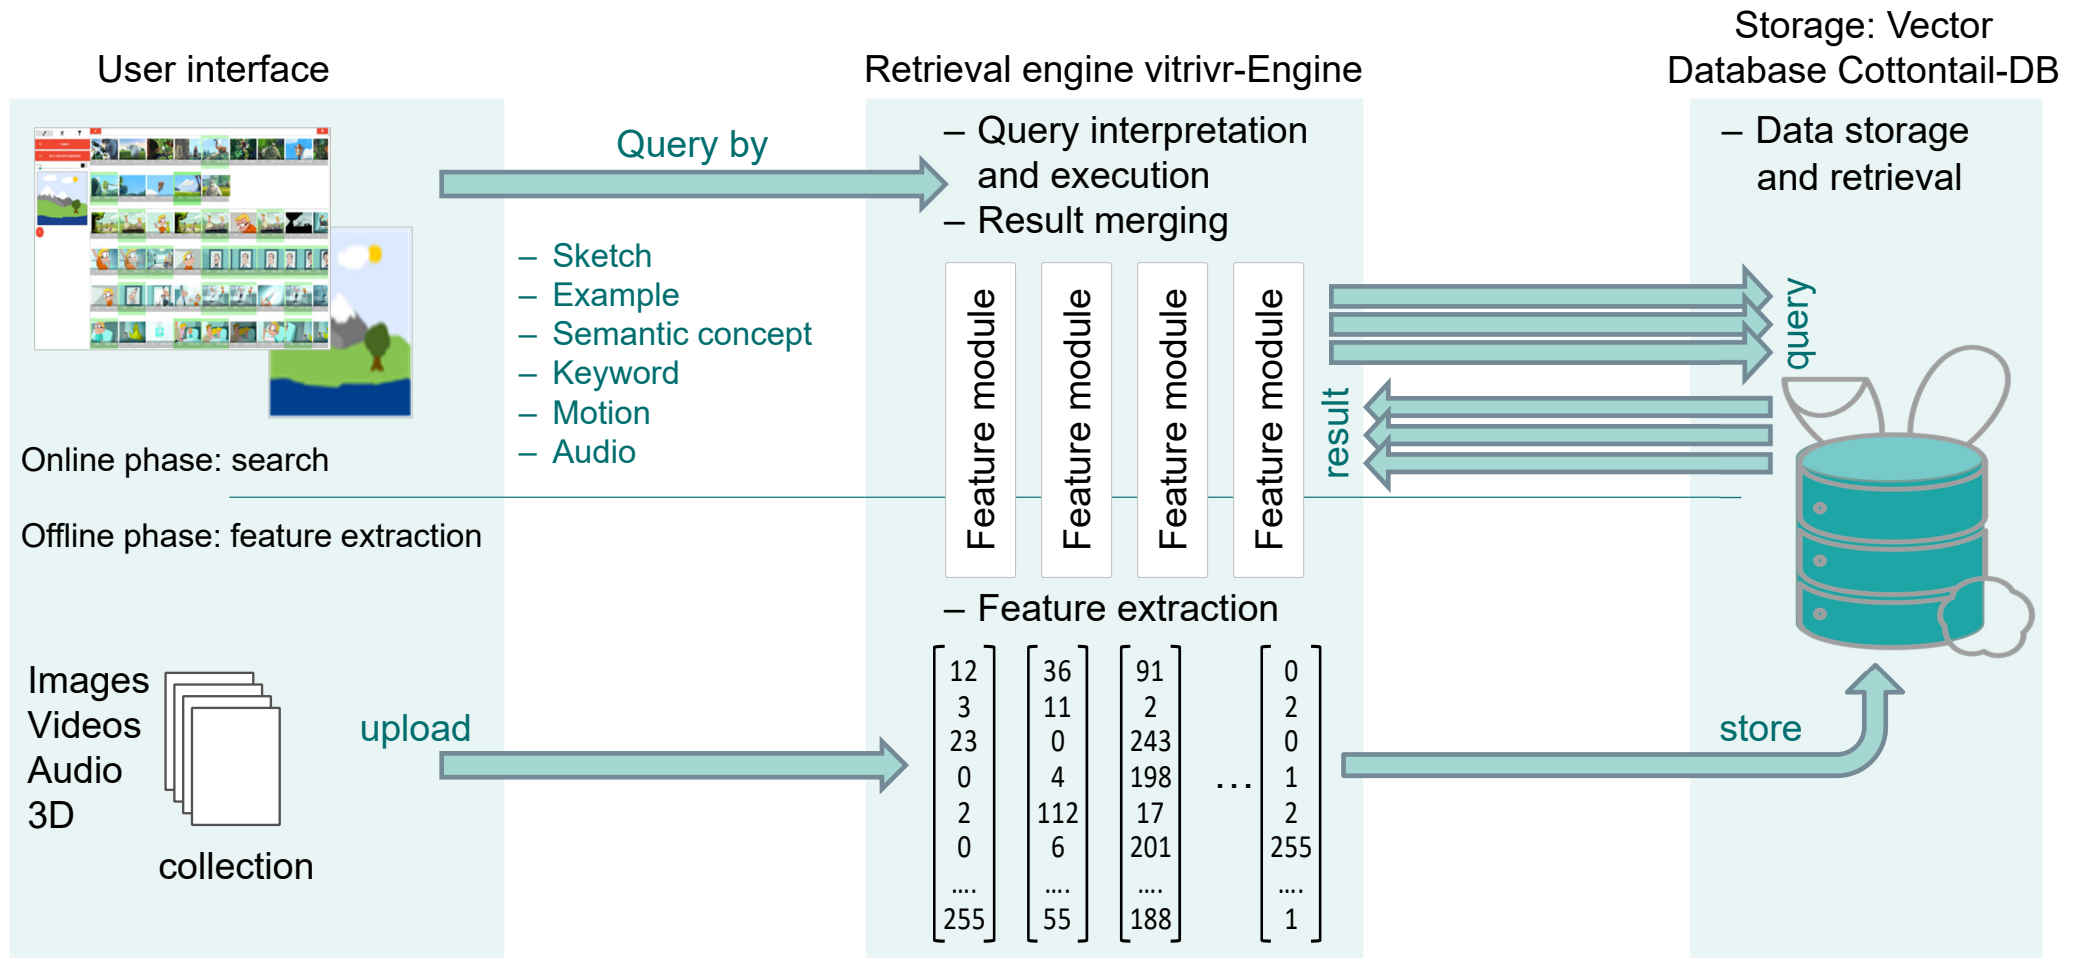 Storage: Vector
Database Cottontail-DB
User interface
Retrieval engine vitrivr-Engine
– Query interpretation
and execution
– Result merging
– Data storage
and retrieval
Query by
– Sketch
– Example
– Semantic concept
– Keyword
– Motion
– Audio
Feature module
Feature module
Feature module
Feature module
query
result
Online phase: search
Offline phase: feature extraction
– Feature extraction
Images
Videos
Audio
3D
collection
upload
12 36 91 0
3 11 2 2
23 0 243 0
0 4 198 ... 1
2 112 17 2
0 6 201 255
.... .... .... ....
255 55 188 1
store